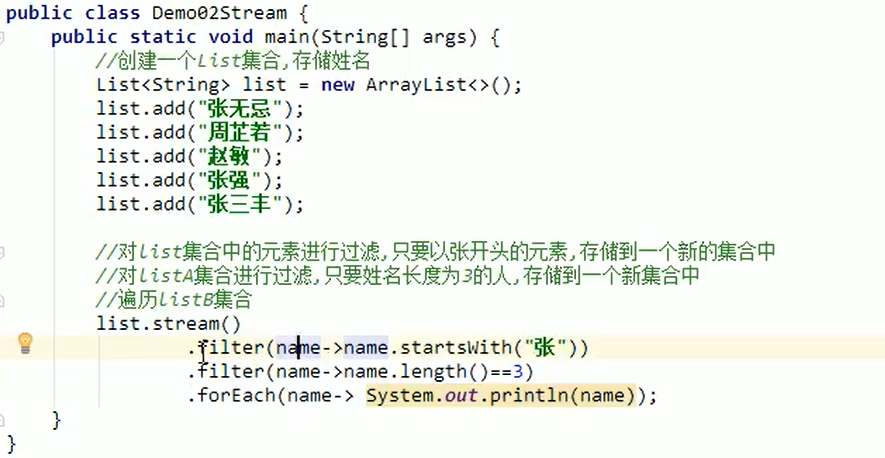 public class Demo02Stream {
public static void main(String[] args) {
//创建一个List集合,存储姓名
List<String> list = new ArrayList<>();
list.add("张无忌");
list.add("周芷若");
list.add("赵敏");
list.add("张强");
list.add("张三丰");
//对list集合中的元素进行过滤,只要以张开头的元素,存储到一个新的集合中
//对listA集合进行过滤,只要姓名长度为3的人,存储到一个新集合中
//遍历listB集合
list.stream()
.filter(name->name.startsWith("张"))
.filter(name->name.length()==3)
.forEach(name-> System.out.println(name));
}
}